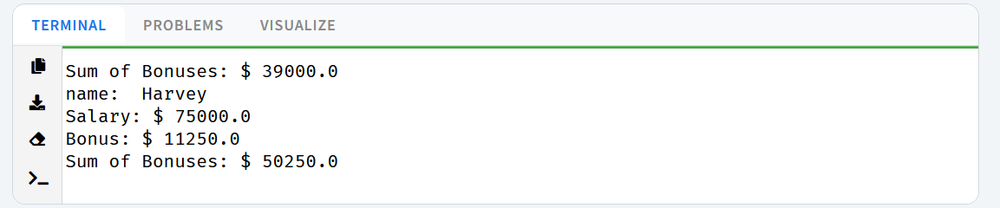 TERMINAL PROBLEMS VISUALIZE
Sum of Bonuses: $ 39000.0
name:  Harvey
Salary: $ 75000.0
Bonus: $ 11250.0
Sum of Bonuses: $ 50250.0